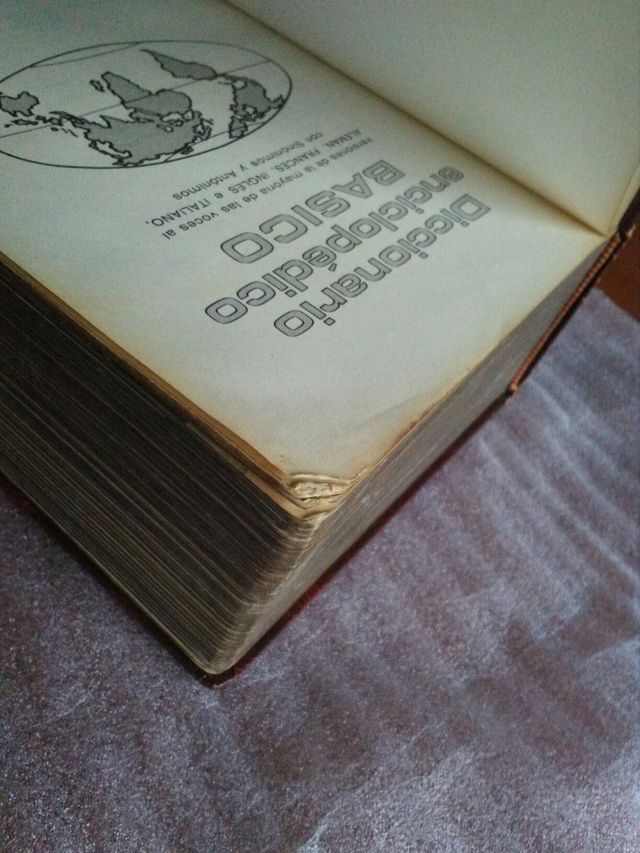 Diccionario
enciclopédico
BASICO
versiones de la mayoría de las voces al
ALEMAN, FRANCES, INGLES e ITALIANO,
con Sinónimos y Antónimos